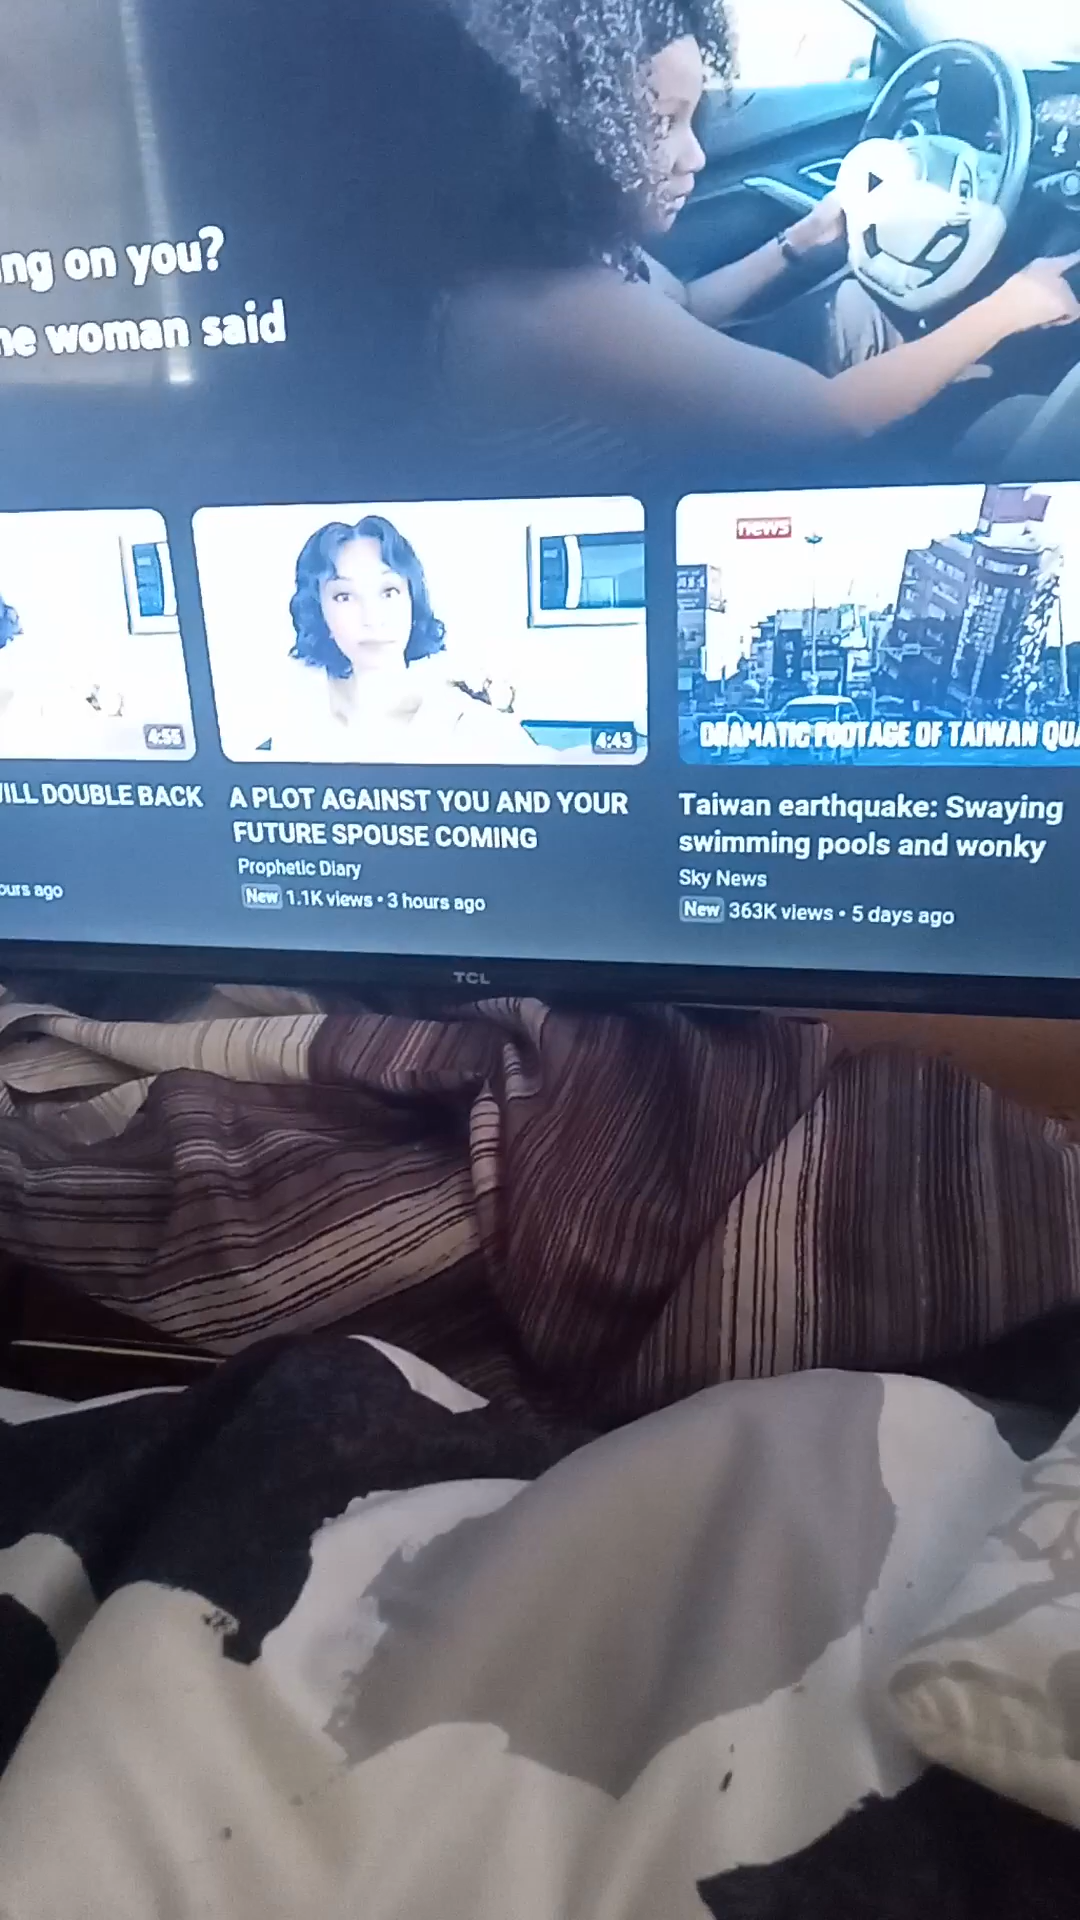 ng on you?
he woman said
news
DRAMATIC FOOTAGE OF TAIWAN QUA
4:55
4:43
ILL DOUBLE BACK
ours ago
A PLOT AGAINST YOU AND YOUR
FUTURE SPOUSE COMING
Prophetic Diary
New 1.1K views • 3 hours ago
Taiwan earthquake: Swaying
swimming pools and wonky
Sky News
New 363K views • 5 days ago
TCL